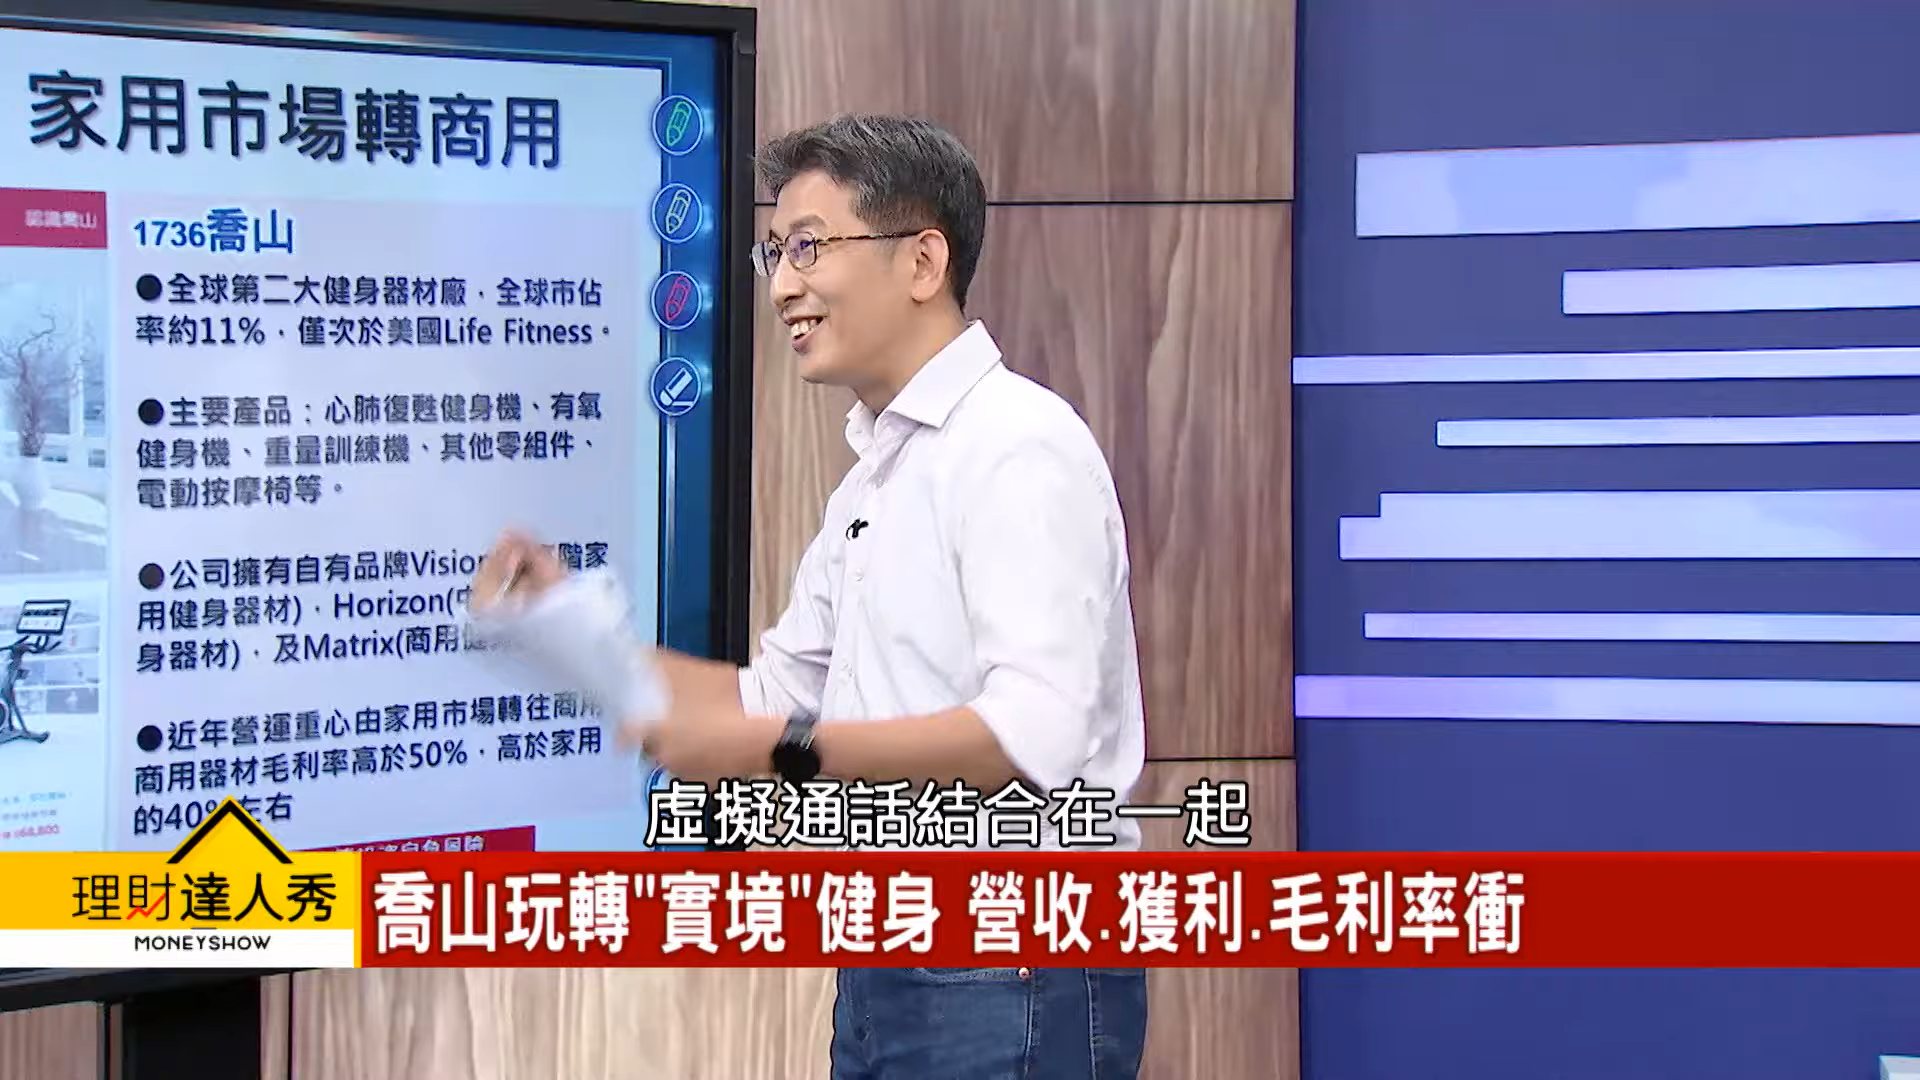 家用市場轉商用
認識喬山
1736喬山
●全球第二大健身器材廠，全球市佔
率約11%，僅次於美國Life Fitness。
●主要產品：心肺復甦健身機、有氧
健身機、重量訓練機、其他零組件、
電動按摩椅等。
●公司擁有自有品牌Vision 階家
用健身器材)，Horizon(中
身器材)，及Matrix(商用健
●近年營運重心由家用市場轉往商用
商用器材毛利率高於50%，高於家用
的40%左右
68,800
虛擬通話結合在一起
理財達人秀
MONEYSHOW
喬山玩轉"實境"健身 營收.獲利.毛利率衝